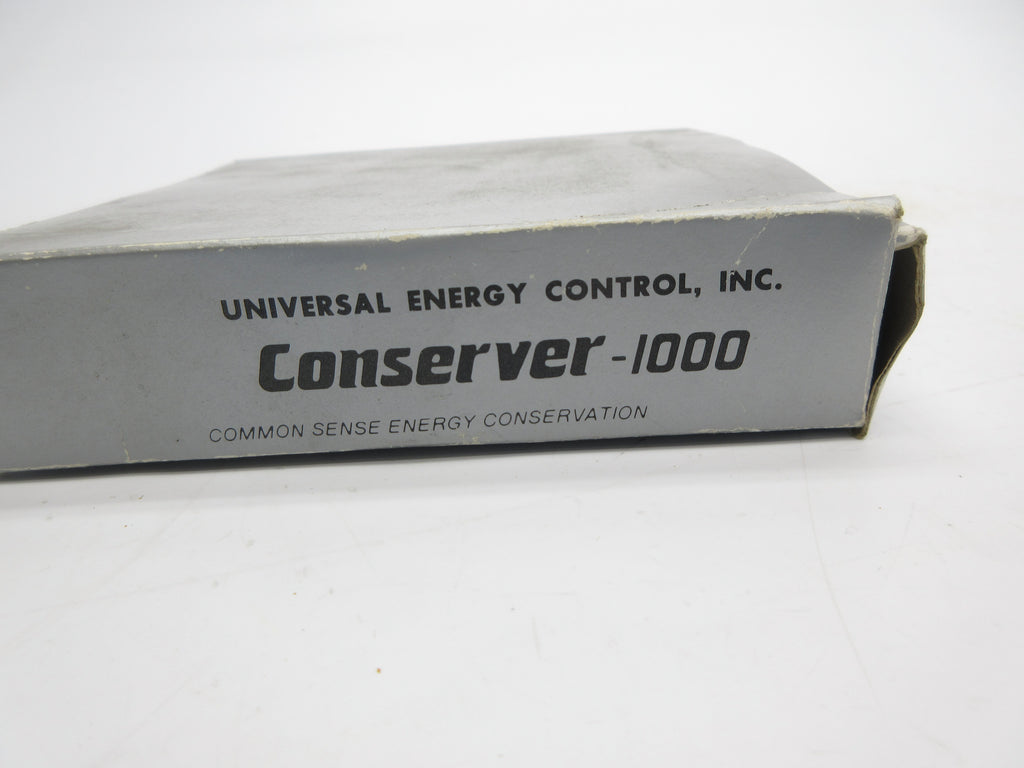 UNIVERSAL ENERGY CONTROL, INC.
Conserver-1000
COMMON SENSE ENERGY CONSERVATION